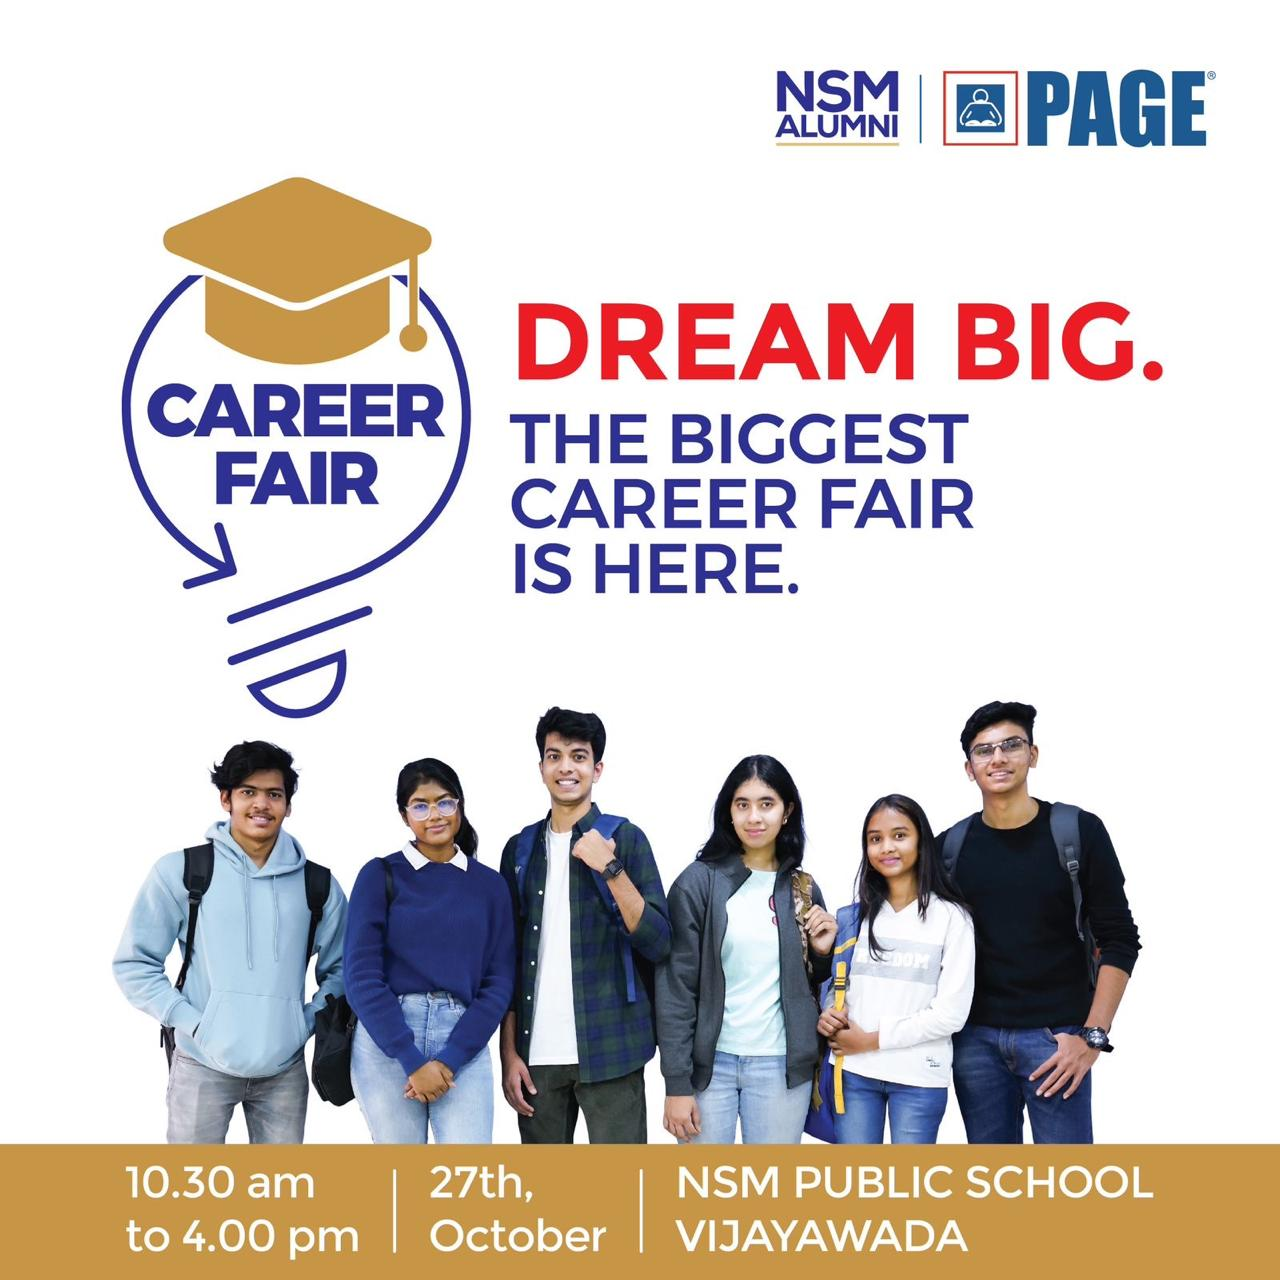 NSM
ALUMNI
PAGE®
CAREER
FAIR
DREAM BIG.
THE BIGGEST
CAREER FAIR
IS HERE.
10.30 am
to 4.00 pm
27th,
October
NSM PUBLIC SCHOOL
VIJAYAWADA